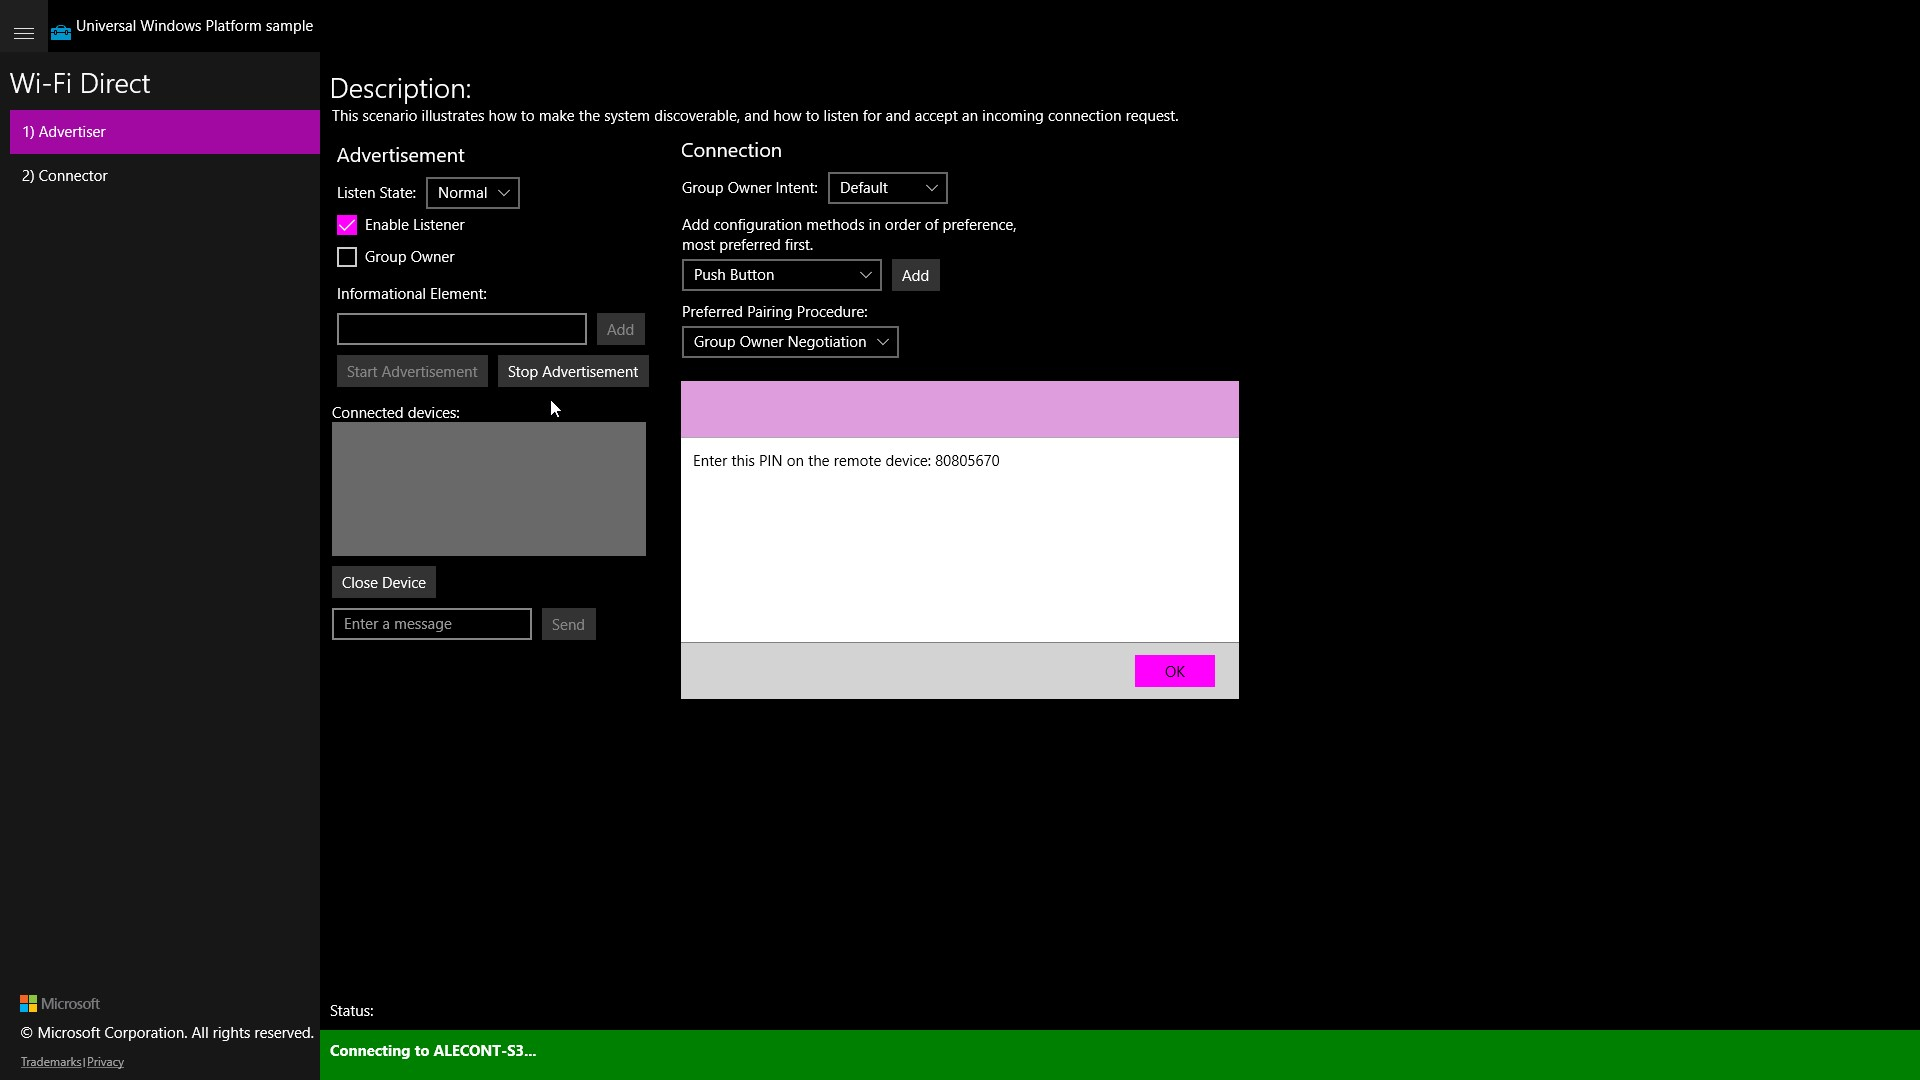 Universal Windows Platform sample
Wi-Fi Direct
1) Advertiser
2) Connector
Description:
This scenario illustrates how to make the system discoverable, and how to listen for and accept an incoming connection request.
Advertisement
Listen State: Normal
Enable Listener
Group Owner
Informational Element:
Add
Start Advertisement Stop Advertisement
Connected devices:
Close Device
Enter a message Send
Connection
Group Owner Intent: Default
Add configuration methods in order of preference,
most preferred first.
Push Button Add
Preferred Pairing Procedure:
Group Owner Negotiation
Enter this PIN on the remote device: 80805670
OK
Microsoft
© Microsoft Corporation. All rights reserved.
Trademarks|Privacy
Status:
Connecting to ALECONT-S3...